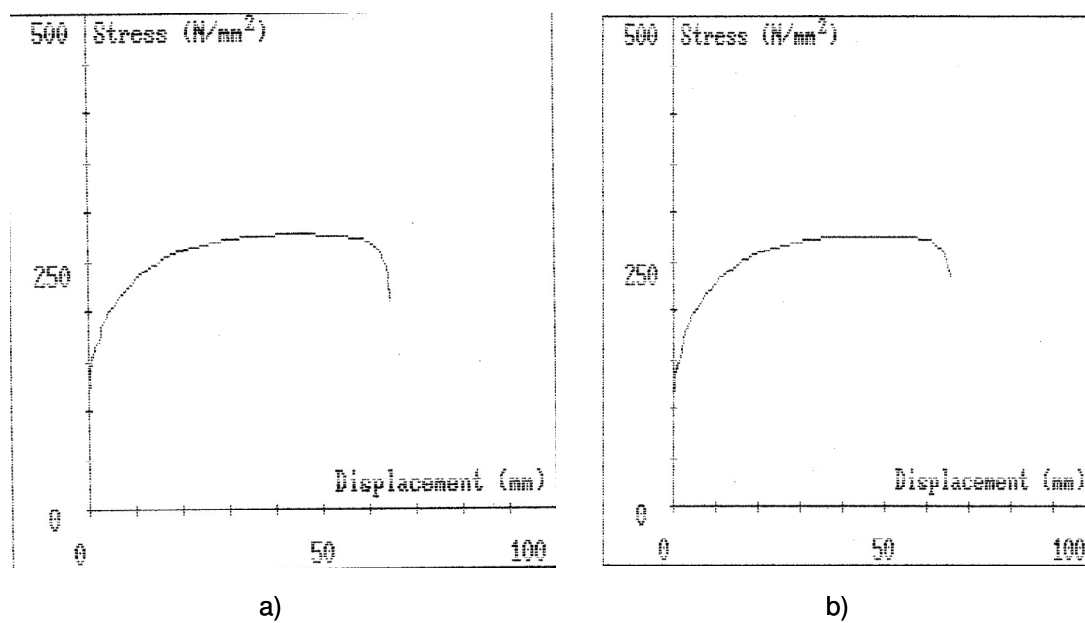 500 Stress (N/mm²)
250
Displacement (mm)
0
0 50 100
a)
500 Stress (N/mm²)
250
Displacement (mm)
0
0 50 100
b)